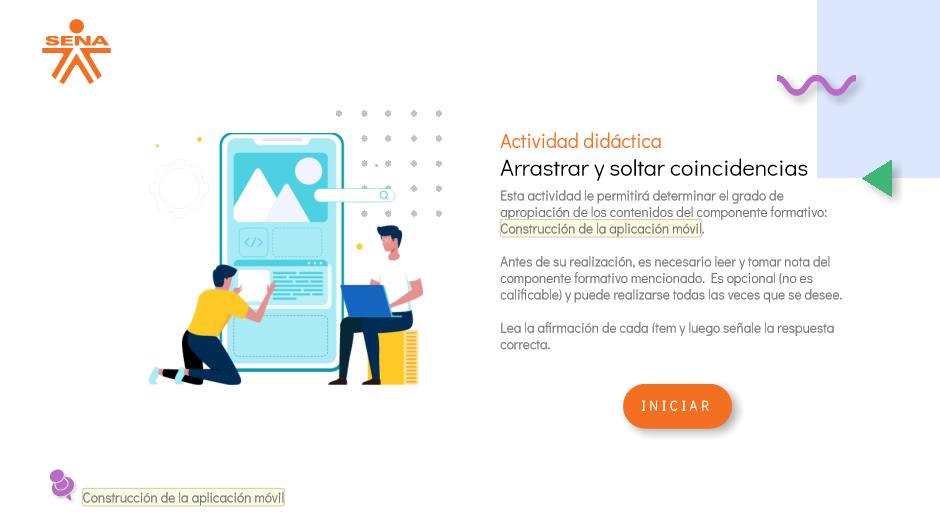 SENA
Actividad didáctica
Arrastrar y soltar coincidencias
Esta actividad le permitirá determinar el grado de
apropiación de los contenidos del componente formativo:
Construcción de la aplicación móvil.
Antes de su realización, es necesario leer y tomar nota del
componente formativo mencionado. Es opcional (no es
calificable) y puede realizarse todas las veces que se desee.
Lea la afirmación de cada ítem y luego señale la respuesta
correcta.
INICIAR
Construcción de la aplicación móvil